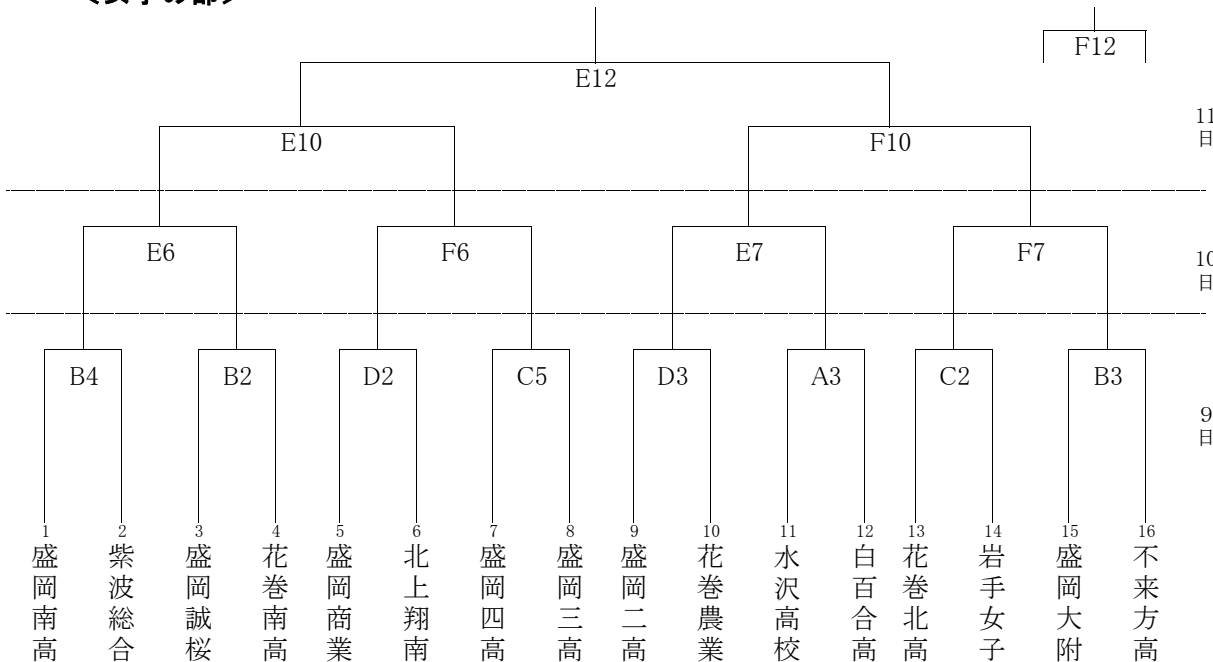 F12
E12
E10 F10
11日
E6 F6 E7 F7
10日
B4 B2 D2 C5 D3 A3 C2 B3
9日
1 盛岡南高
2 紫波総合
3 盛岡誠桜
4 花巻南高
5 盛岡商業
6 北上翔南
7 盛岡四高
8 盛岡三高
9 盛岡二高
10 花巻農業
11 水沢高校
12 白百合高
13 花巻北高
14 岩手女子
15 盛岡大附
16 不来方高